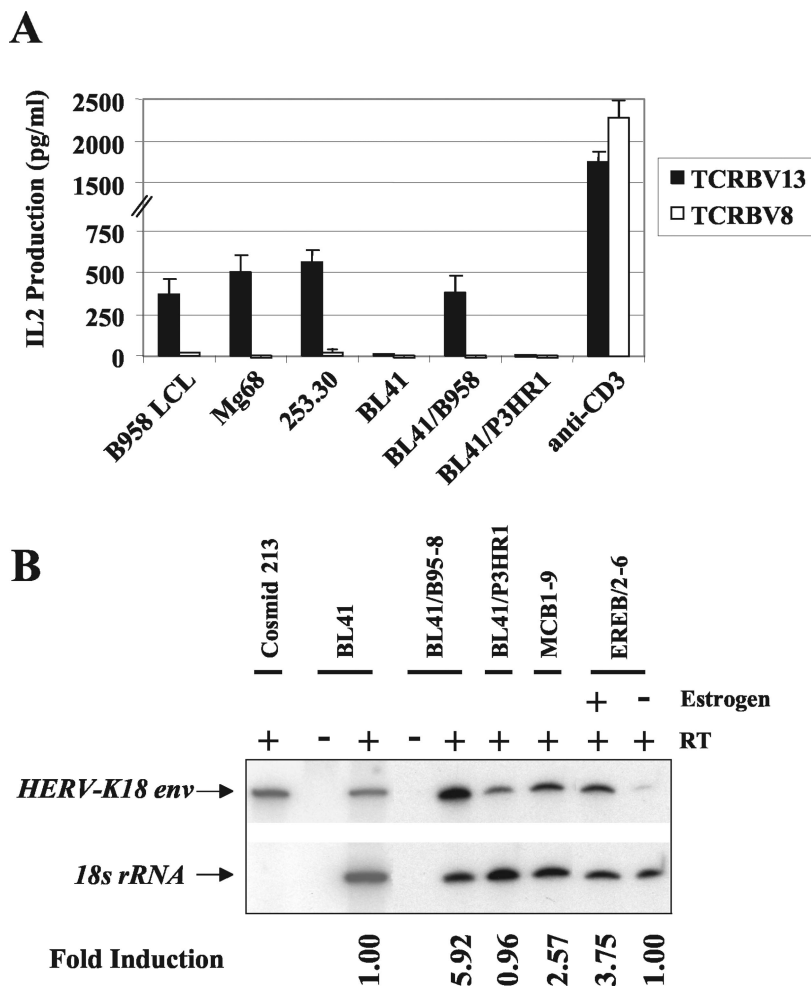 A
IL2 Production (pg/ml)
2500
2000
1500
750
500
250
0
B958 LCL
Mg68
253.30
BL41
BL41/B958
BL41/P3HR1
anti-CD3
TCRBV13
TCRBV8
B
Cosmid 213
BL41
BL41/B95-8
BL41/P3HR1
MCB1-9
EREB/2-6
+ - Estrogen
+ - + - + + + + + RT
HERV-K18 env
18s rRNA
Fold Induction 1.00 5.92 0.96 2.57 3.75 1.00